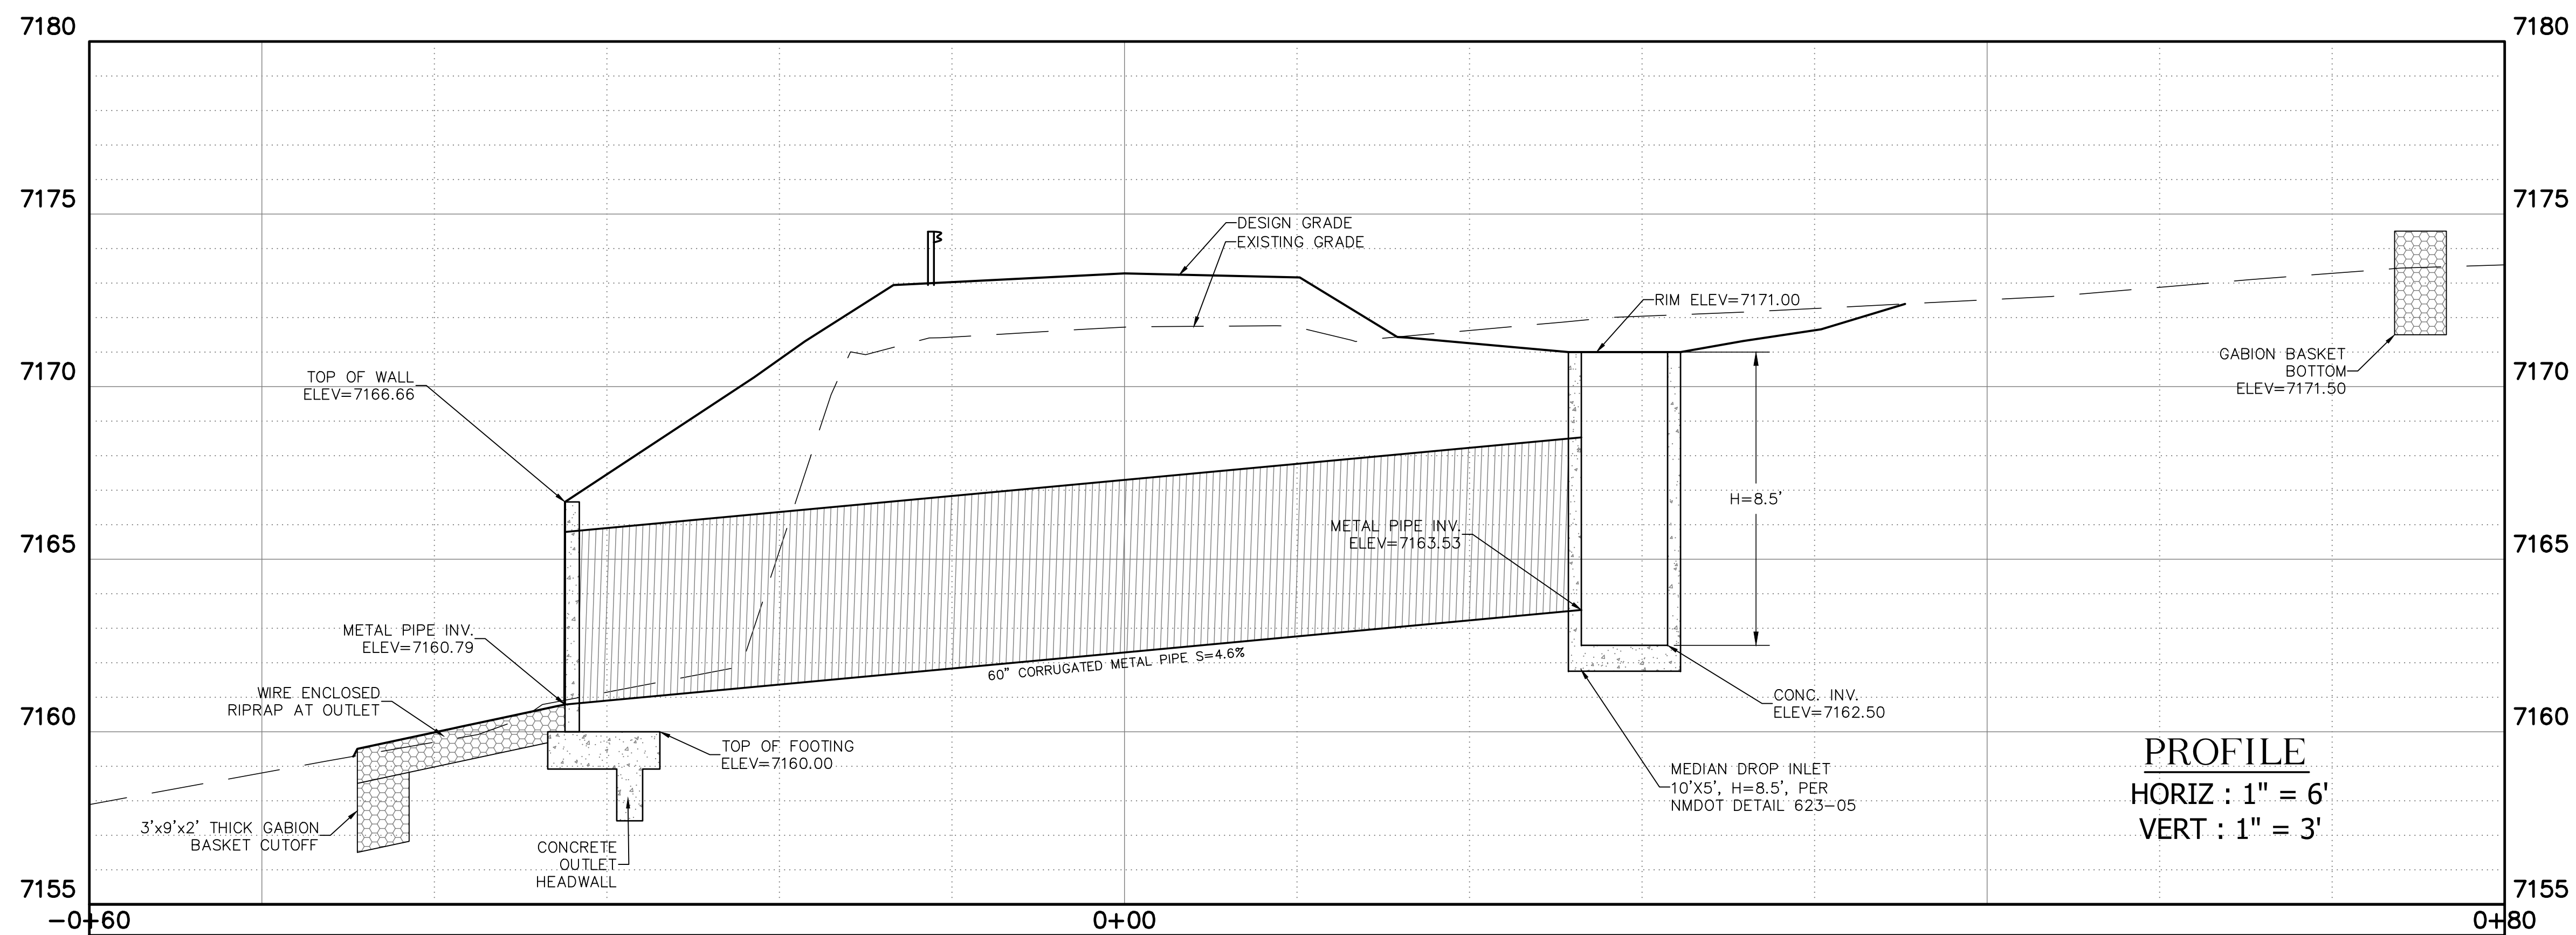 7180
7180
7175
7175
DESIGN GRADE
EXISTING GRADE
RIM ELEV=7171.00
7170
7170
TOP OF WALL
ELEV=7166.66
GABION BASKET
BOTTOM
ELEV=7171.50
H=8.5'
METAL PIPE INV.
ELEV=7163.53
7165
7165
METAL PIPE INV.
ELEV=7160.79
60" CORRUGATED METAL PIPE S=4.6%
WIRE ENCLOSED
RIPRAP AT OUTLET
CONC. INV.
ELEV=7162.50
7160
7160
TOP OF FOOTING
ELEV=7160.00
MEDIAN DROP INLET
10'X5', H=8.5', PER
NMDOT DETAIL 623-05
3'x9'x2' THICK GABION
BASKET CUTOFF
CONCRETE
OUTLET
HEADWALL
PROFILE
HORIZ : 1" = 6'
VERT : 1" = 3'
7155
7155
-0+60
0+00
0+80